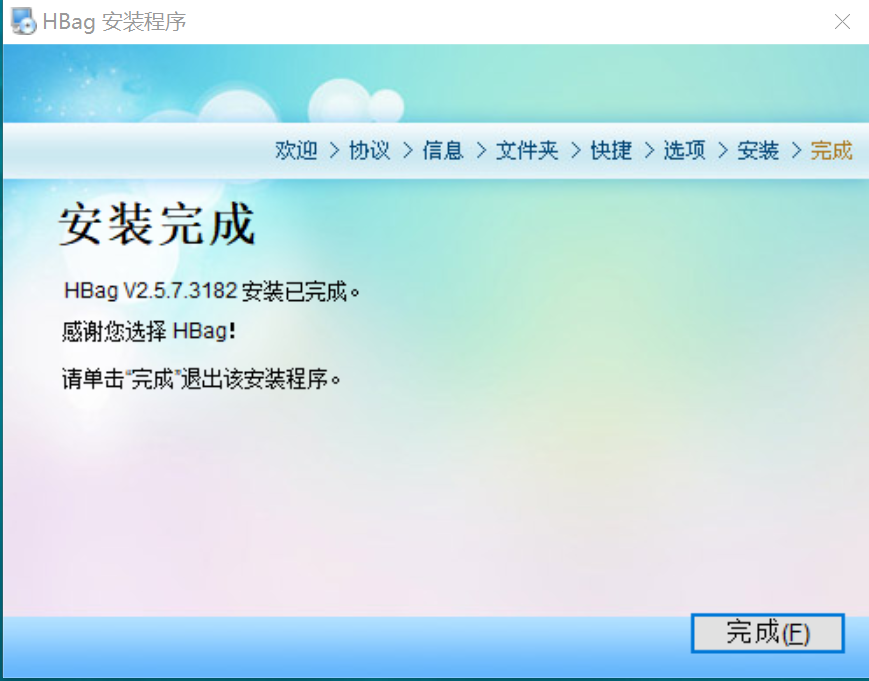 HBag 安装程序
欢迎 > 协议 > 信息 > 文件夹 > 快捷 > 选项 > 安装 > 完成
安装完成
HBag V2.5.7.3182 安装已完成。
感谢您选择 HBag!
请单击“完成”退出该安装程序。
完成(F)